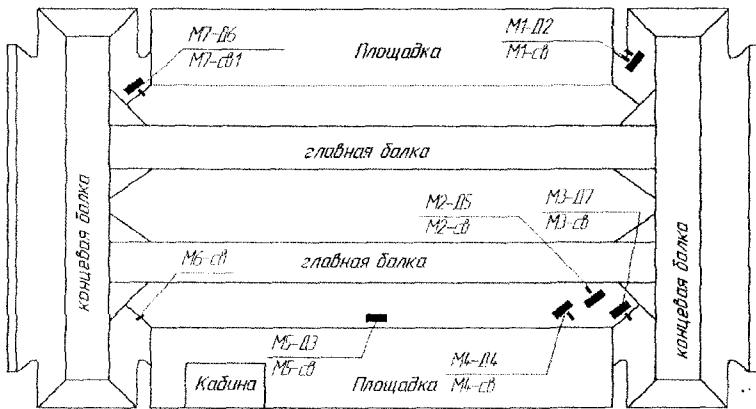 М7-Д6
М7-св1
Площадка
М1-Д2
М1-св
главная балка
концевая балка
М2-Д5
М2-св
М3-Д7
М3-св
М6-св
главная балка
концевая балка
М5-Д3
М5-св
М4-Д4
М4-св
Кабина
Площадка